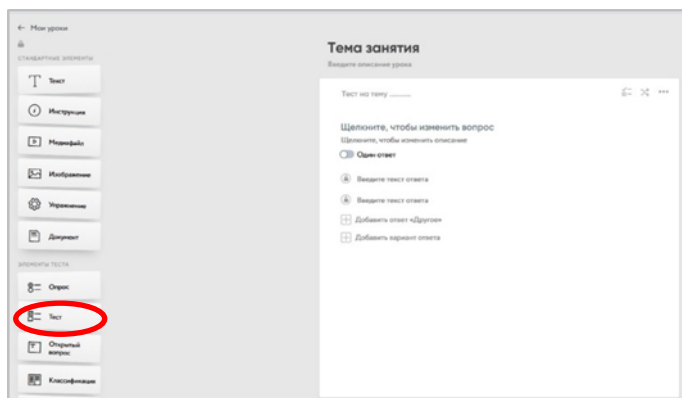 ← Мои уроки
СТАНДАРТНЫЕ ЭЛЕМЕНТЫ
Текст
Инструкция
Медиафайл
Изображение
Упражнение
Документ
ЭЛЕМЕНТЫ ТЕСТА
Опрос
Тест
Открытый
вопрос
Классификация
Тема занятия
Введите описание урока
Тест на тему ..........
Щелкните, чтобы изменить вопрос
Щелкните, чтобы изменить описание
Один ответ
Введите текст ответа
Введите текст ответа
Добавить ответ «Другое»
Добавить вариант ответа